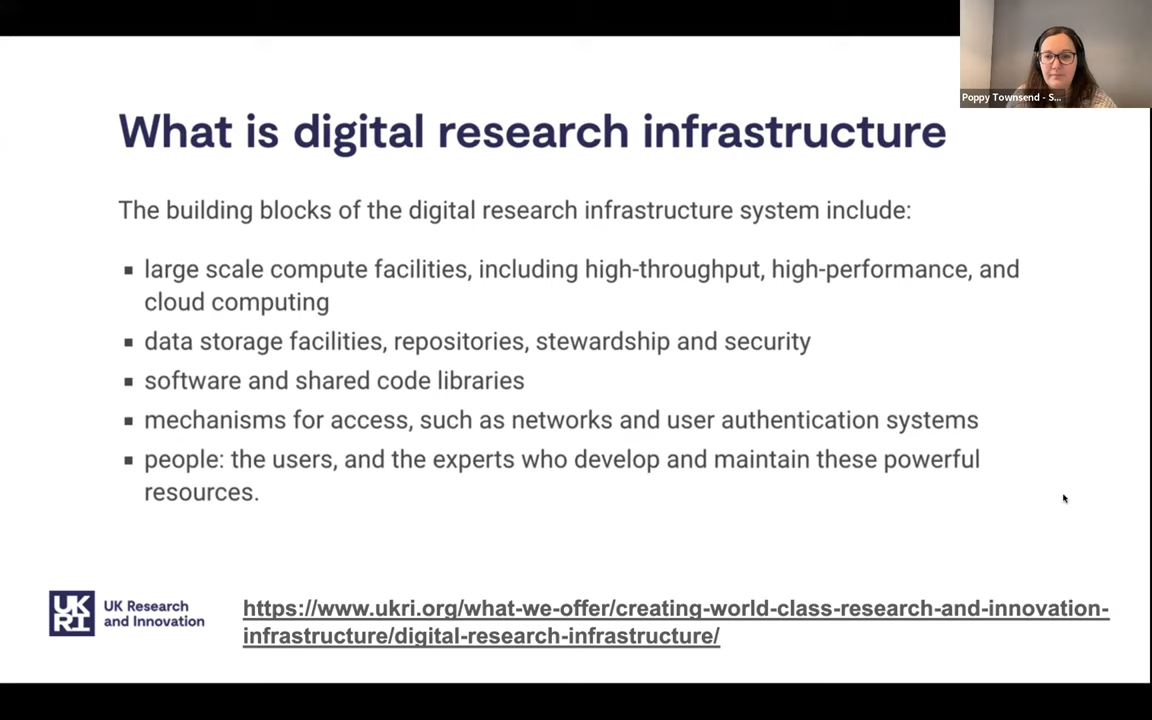 Poppy Townsend - S...
What is digital research infrastructure
The building blocks of the digital research infrastructure system include:
▪ large scale compute facilities, including high-throughput, high-performance, and
cloud computing
▪ data storage facilities, repositories, stewardship and security
▪ software and shared code libraries
▪ mechanisms for access, such as networks and user authentication systems
▪ people: the users, and the experts who develop and maintain these powerful
resources.
UK
RI
UK Research
and Innovation
https://www.ukri.org/what-we-offer/creating-world-class-research-and-innovation-
infrastructure/digital-research-infrastructure/